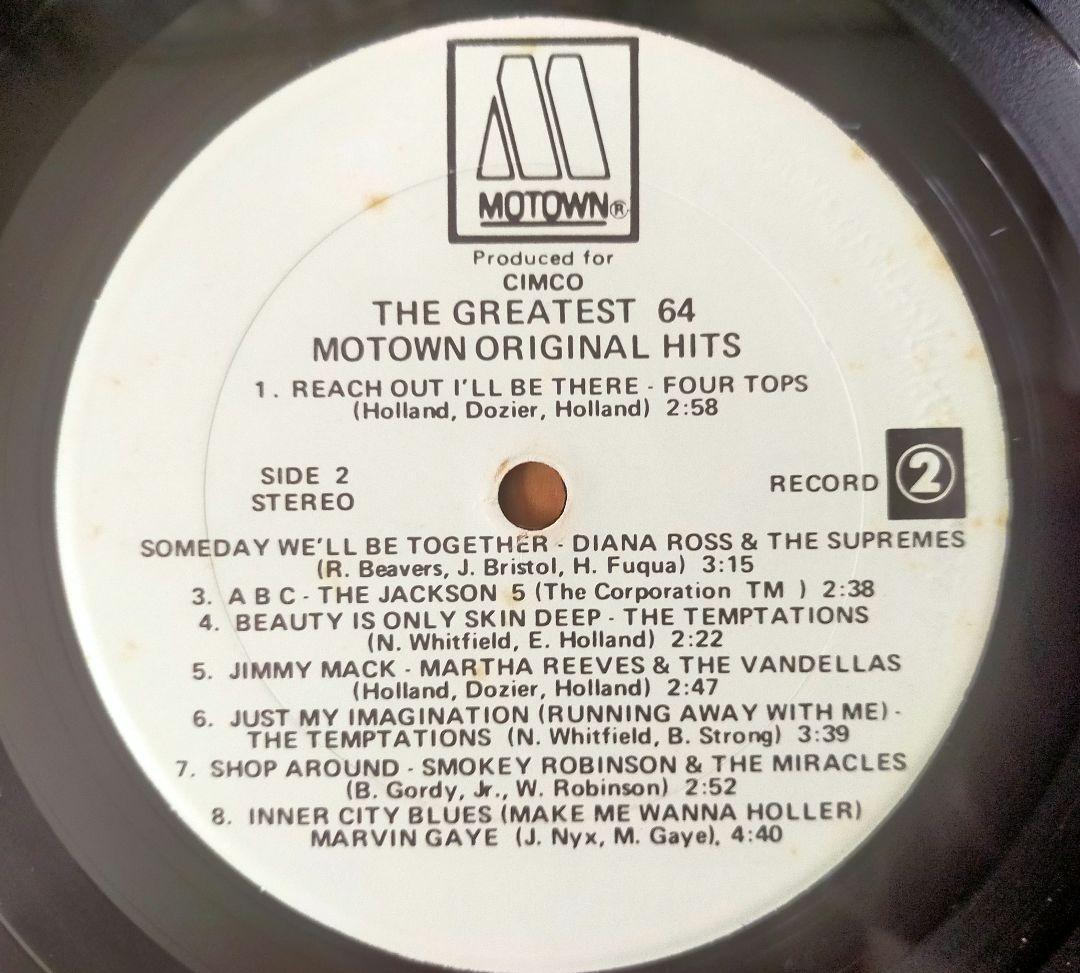 MOTOWN®
Produced for
CIMCO
THE GREATEST 64
MOTOWN ORIGINAL HITS
1. REACH OUT I'LL BE THERE - FOUR TOPS
(Holland, Dozier, Holland) 2:58
SIDE 2
STEREO
RECORD 2
SOMEDAY WE'LL BE TOGETHER - DIANA ROSS & THE SUPREMES
(R. Beavers, J. Bristol, H. Fuqua) 3:15
3. A B C - THE JACKSON 5 (The Corporation TM ) 2:38
4. BEAUTY IS ONLY SKIN DEEP - THE TEMPTATIONS
(N. Whitfield, E. Holland) 2:22
5. JIMMY MACK - MARTHA REEVES & THE VANDELLAS
(Holland, Dozier, Holland) 2:47
6. JUST MY IMAGINATION (RUNNING AWAY WITH ME) -
THE TEMPTATIONS (N. Whitfield, B. Strong) 3:39
7. SHOP AROUND - SMOKEY ROBINSON & THE MIRACLES
(B. Gordy, Jr., W. Robinson) 2:52
8. INNER CITY BLUES (MAKE ME WANNA HOLLER)
MARVIN GAYE (J. Nyx, M. Gaye), 4:40